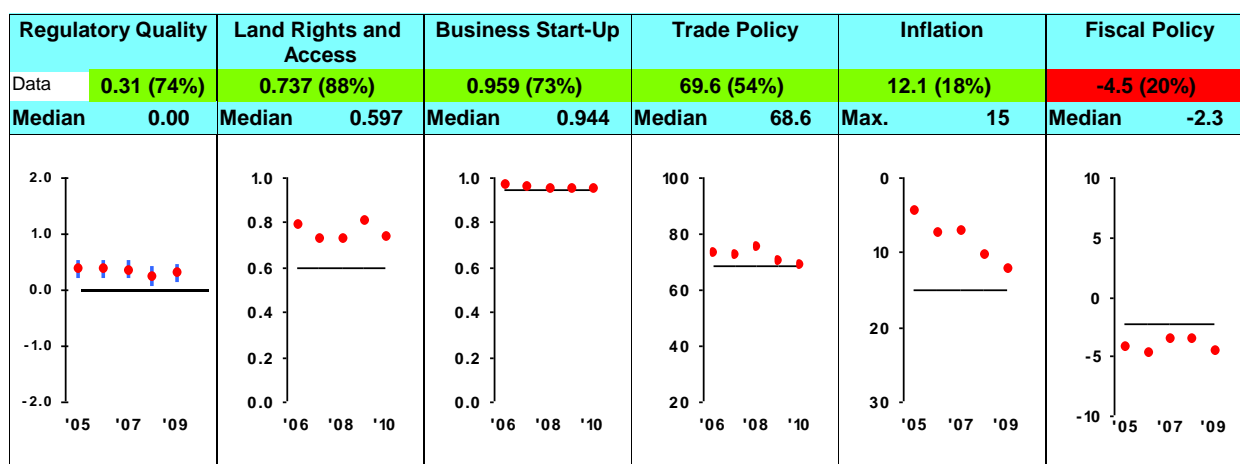 Regulatory Quality
Data 0.31 (74%)
Median 0.00
2.0
1.0
0.0
-1.0
-2.0
'05 '07 '09
Land Rights and
Access
0.737 (88%)
Median 0.597
1.0
0.8
0.6
0.4
0.2
0.0
'06 '08 '10
Business Start-Up
0.959 (73%)
Median 0.944
1.0
0.8
0.6
0.4
0.2
0.0
'06 '08 '10
Trade Policy
69.6 (54%)
Median 68.6
100
80
60
40
20
'06 '08 '10
Inflation
12.1 (18%)
Max. 15
0
10
20
30
'05 '07 '09
Fiscal Policy
-4.5 (20%)
Median -2.3
10
5
0
-5
-10
'05 '07 '09